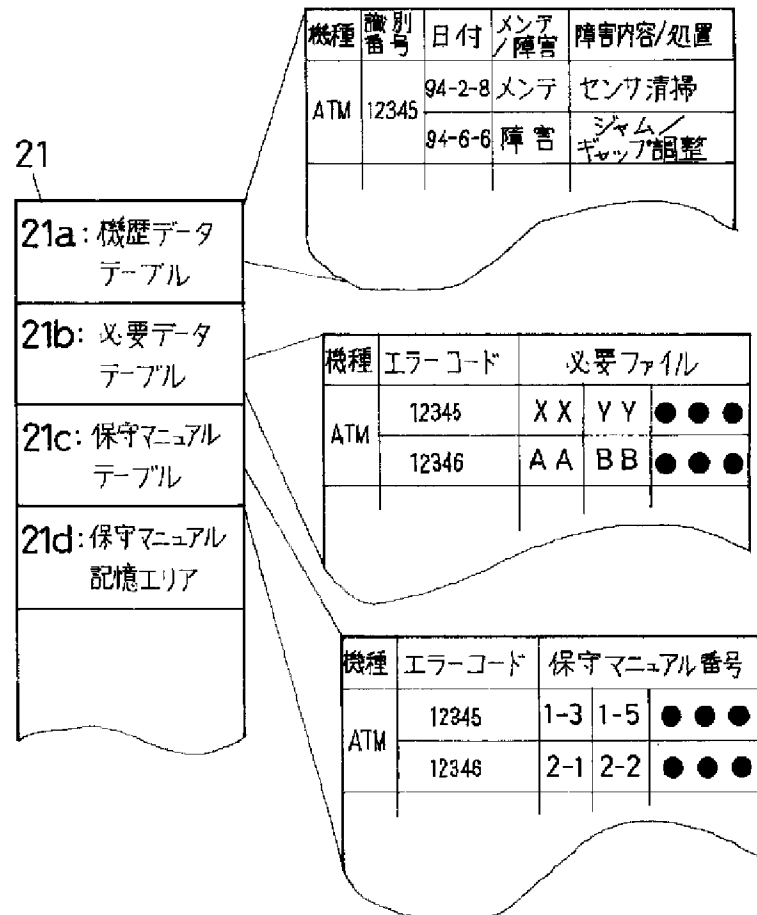 機種 識別番号 日付 メンテ/障害 障害内容/処置
ATM 12345 94-2-8 メンテ センサ清掃
94-6-6 障害 ジャム/ギャップ調整
21
21a:機歴データ
テーブル
21b:必要データ
テーブル
21c:保守マニュアル
テーブル
21d:保守マニュアル
記憶エリア
機種 エラーコード 必要ファイル
ATM 12345 XX YY ●●●
12346 AA BB ●●●
機種 エラーコード 保守マニュアル番号
ATM 12345 1-3 1-5 ●●●
12346 2-1 2-2 ●●●